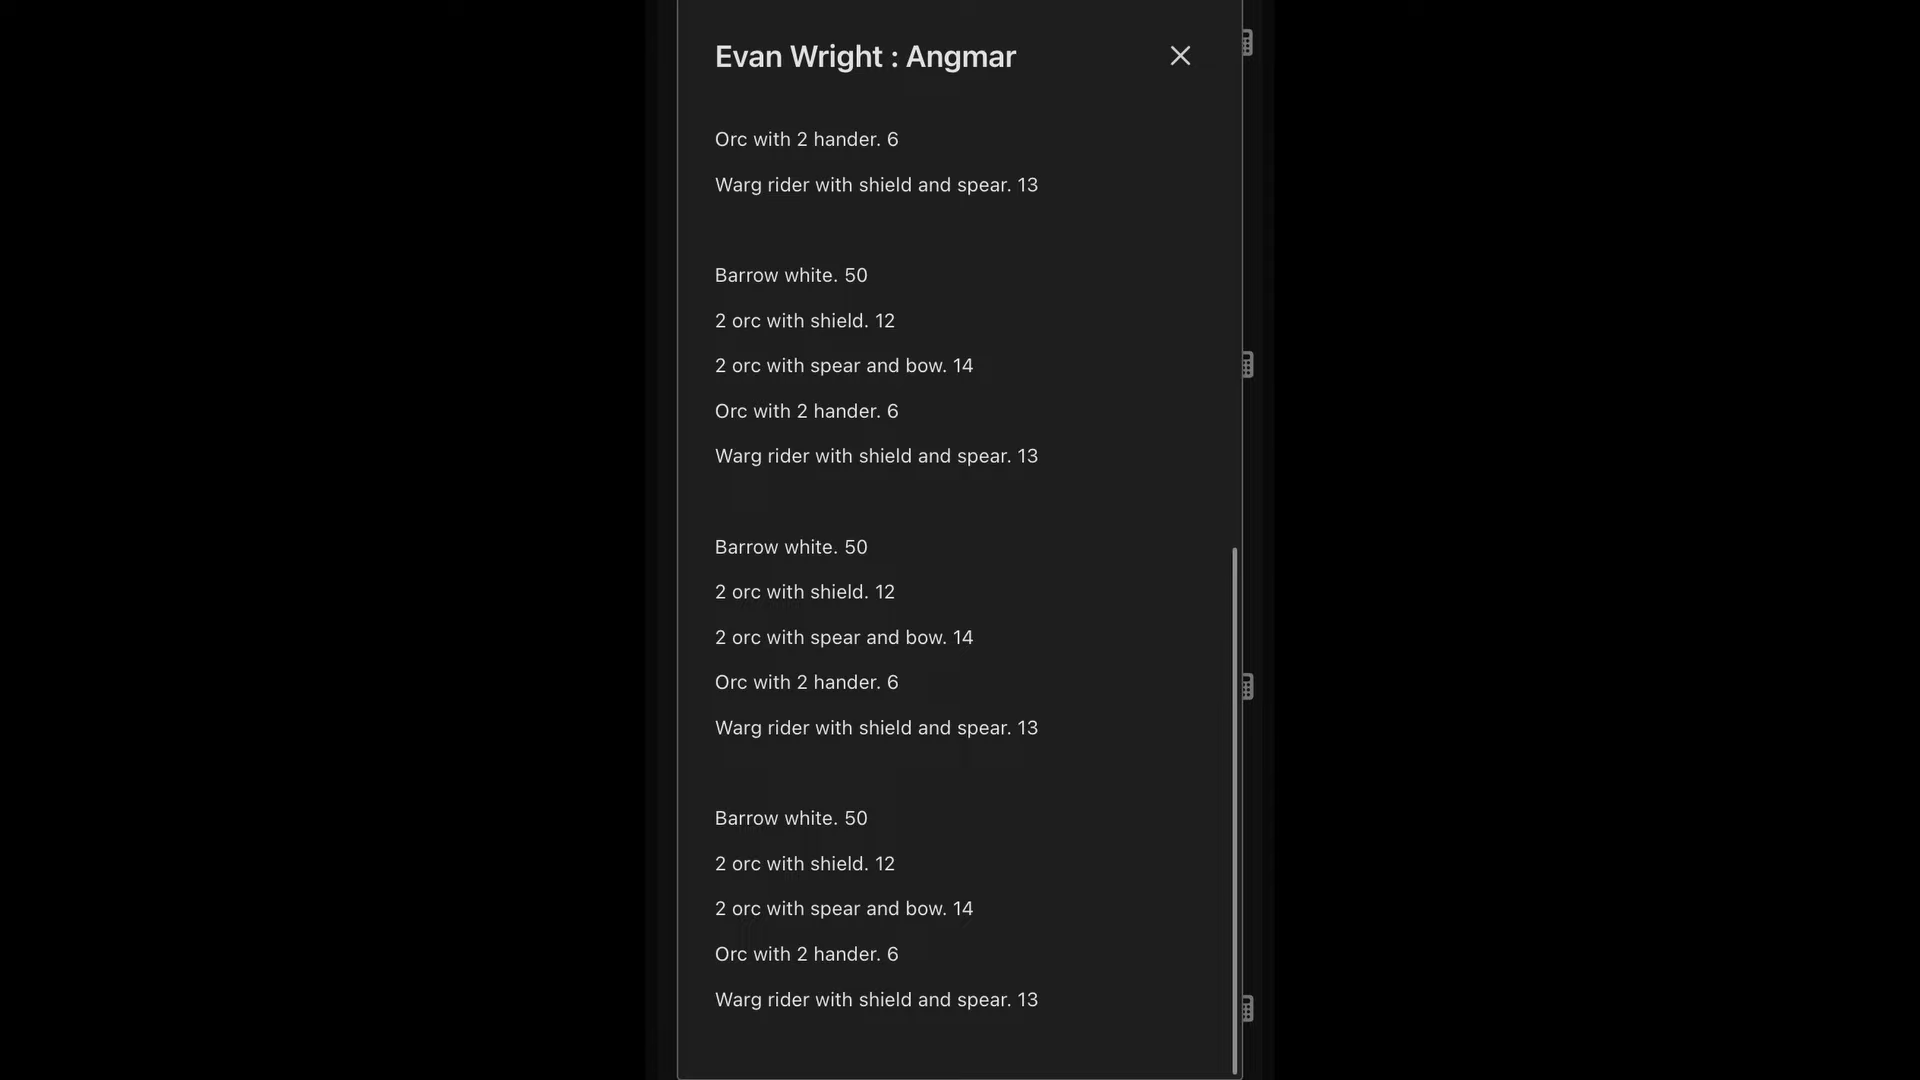 Evan Wright : Angmar
Orc with 2 hander. 6
Warg rider with shield and spear. 13
Barrow white. 50
2 orc with shield. 12
2 orc with spear and bow. 14
Orc with 2 hander. 6
Warg rider with shield and spear. 13
Barrow white. 50
2 orc with shield. 12
2 orc with spear and bow. 14
Orc with 2 hander. 6
Warg rider with shield and spear. 13
Barrow white. 50
2 orc with shield. 12
2 orc with spear and bow. 14
Orc with 2 hander. 6
Warg rider with shield and spear. 13